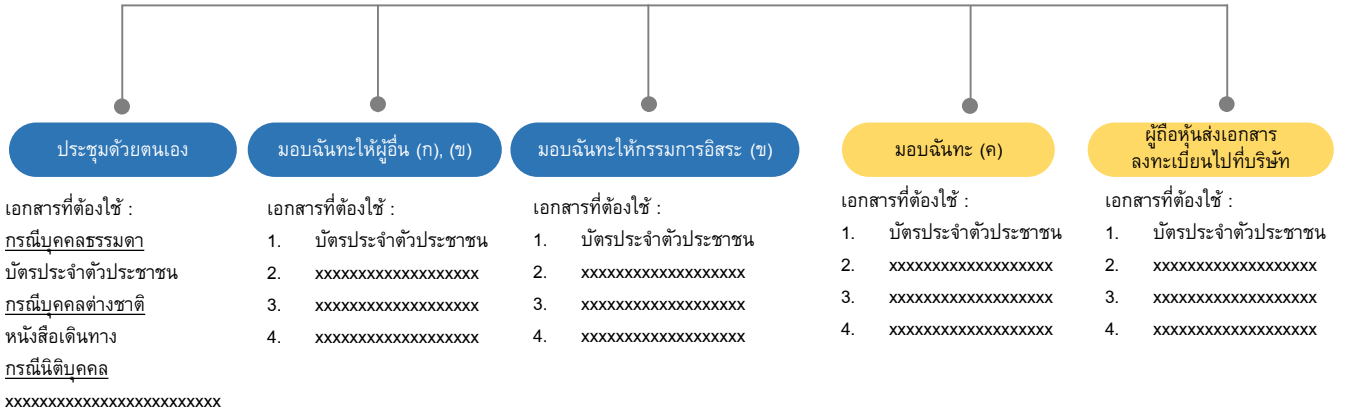 ประชุมด้วยตนเอง
เอกสารที่ต้องใช้ :
กรณีบุคคลธรรมดา
บัตรประจำตัวประชาชน
กรณีบุคคลต่างชาติ
หนังสือเดินทาง
กรณีนิติบุคคล
xxxxxxxxxxxxxxxxxxxxxxxxx
มอบฉันทะให้ผู้อื่น (ก), (ข)
เอกสารที่ต้องใช้ :
1. บัตรประจำตัวประชาชน
2. xxxxxxxxxxxxxxxxxxx
3. xxxxxxxxxxxxxxxxxxx
4. xxxxxxxxxxxxxxxxxxx
มอบฉันทะให้กรรมการอิสระ (ข)
เอกสารที่ต้องใช้ :
1. บัตรประจำตัวประชาชน
2. xxxxxxxxxxxxxxxxxxx
3. xxxxxxxxxxxxxxxxxxx
4. xxxxxxxxxxxxxxxxxxx
มอบฉันทะ (ค)
เอกสารที่ต้องใช้ :
1. บัตรประจำตัวประชาชน
2. xxxxxxxxxxxxxxxxxxx
3. xxxxxxxxxxxxxxxxxxx
4. xxxxxxxxxxxxxxxxxxx
ผู้ถือหุ้นส่งเอกสาร
ลงทะเบียนไปที่บริษัท
เอกสารที่ต้องใช้ :
1. บัตรประจำตัวประชาชน
2. xxxxxxxxxxxxxxxxxxx
3. xxxxxxxxxxxxxxxxxxx
4. xxxxxxxxxxxxxxxxxxx